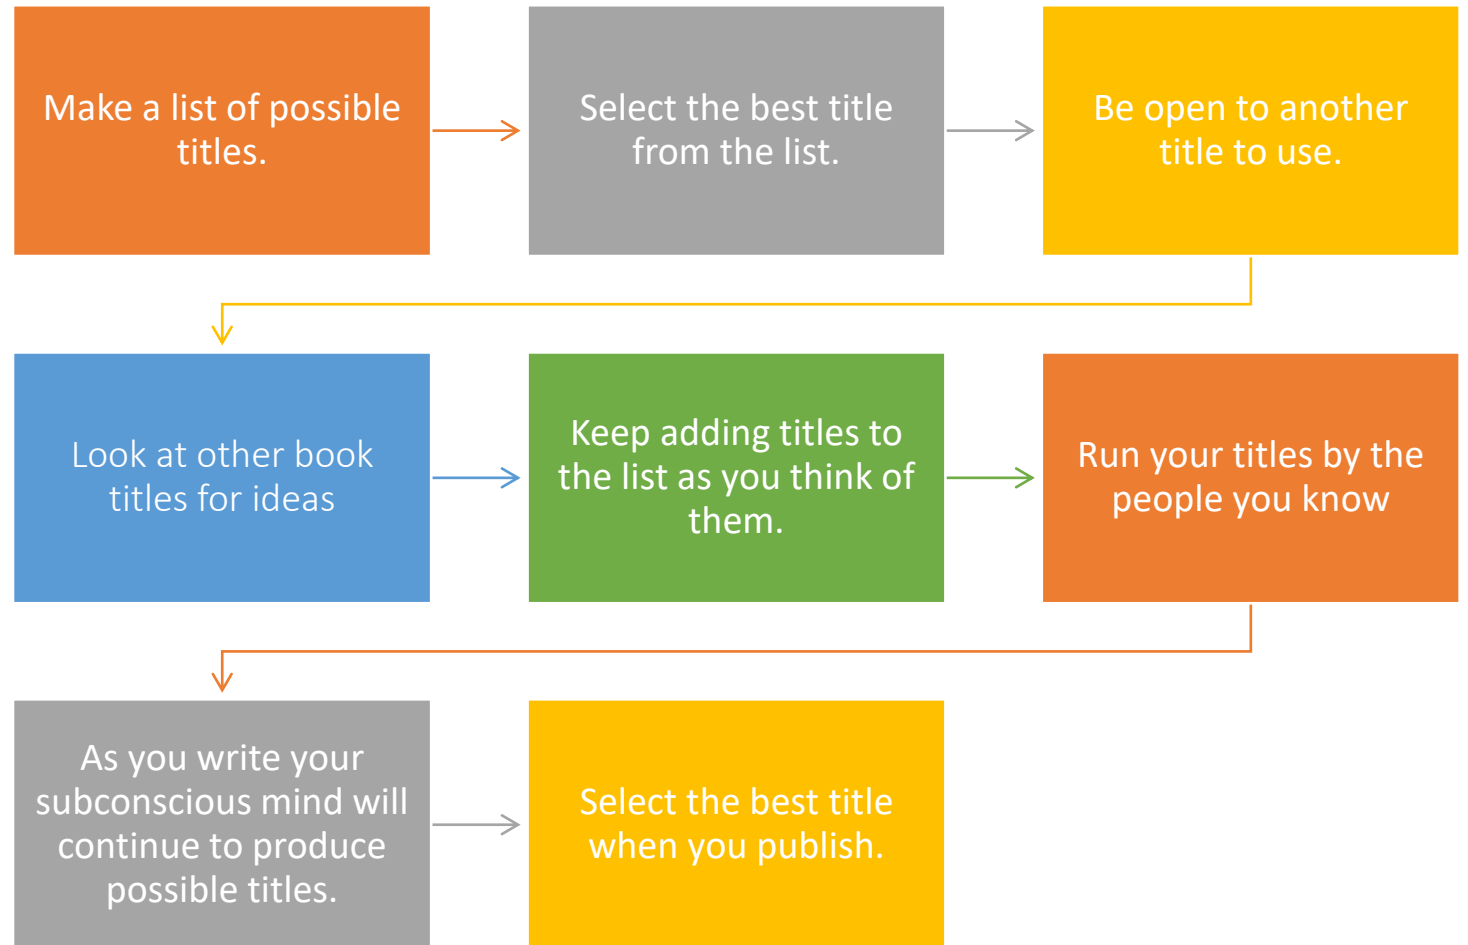 Make a list of possible
titles.
Select the best title
from the list.
Be open to another
title to use.
Look at other book
titles for ideas
Keep adding titles to
the list as you think of
them.
Run your titles by the
people you know
As you write your
subconscious mind will
continue to produce
possible titles.
Select the best title
when you publish.